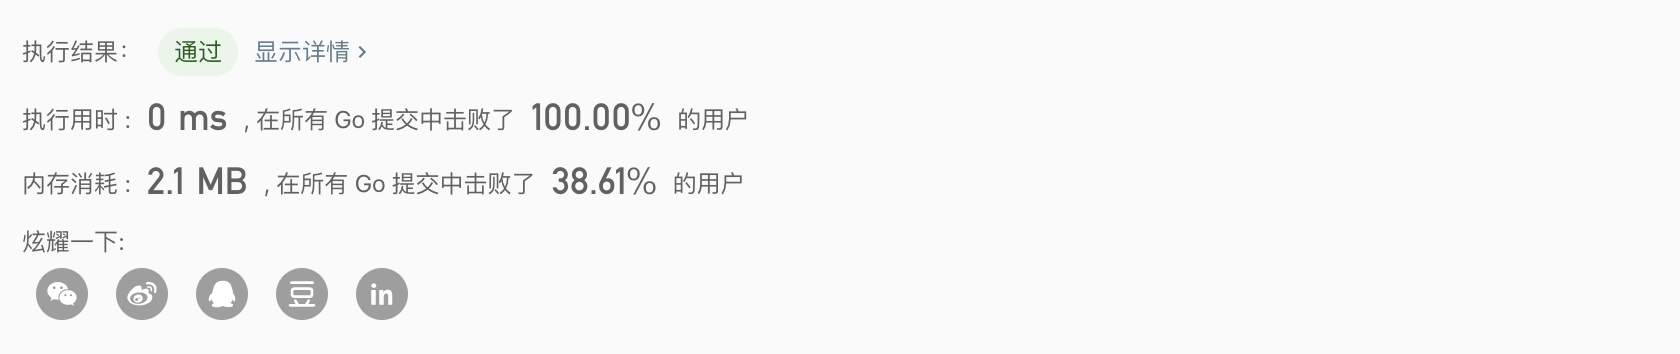 执行结果： 通过 显示详情 ›
执行用时 : 0 ms , 在所有 Go 提交中击败了 100.00% 的用户
内存消耗 : 2.1 MB , 在所有 Go 提交中击败了 38.61% 的用户
炫耀一下:
豆 in